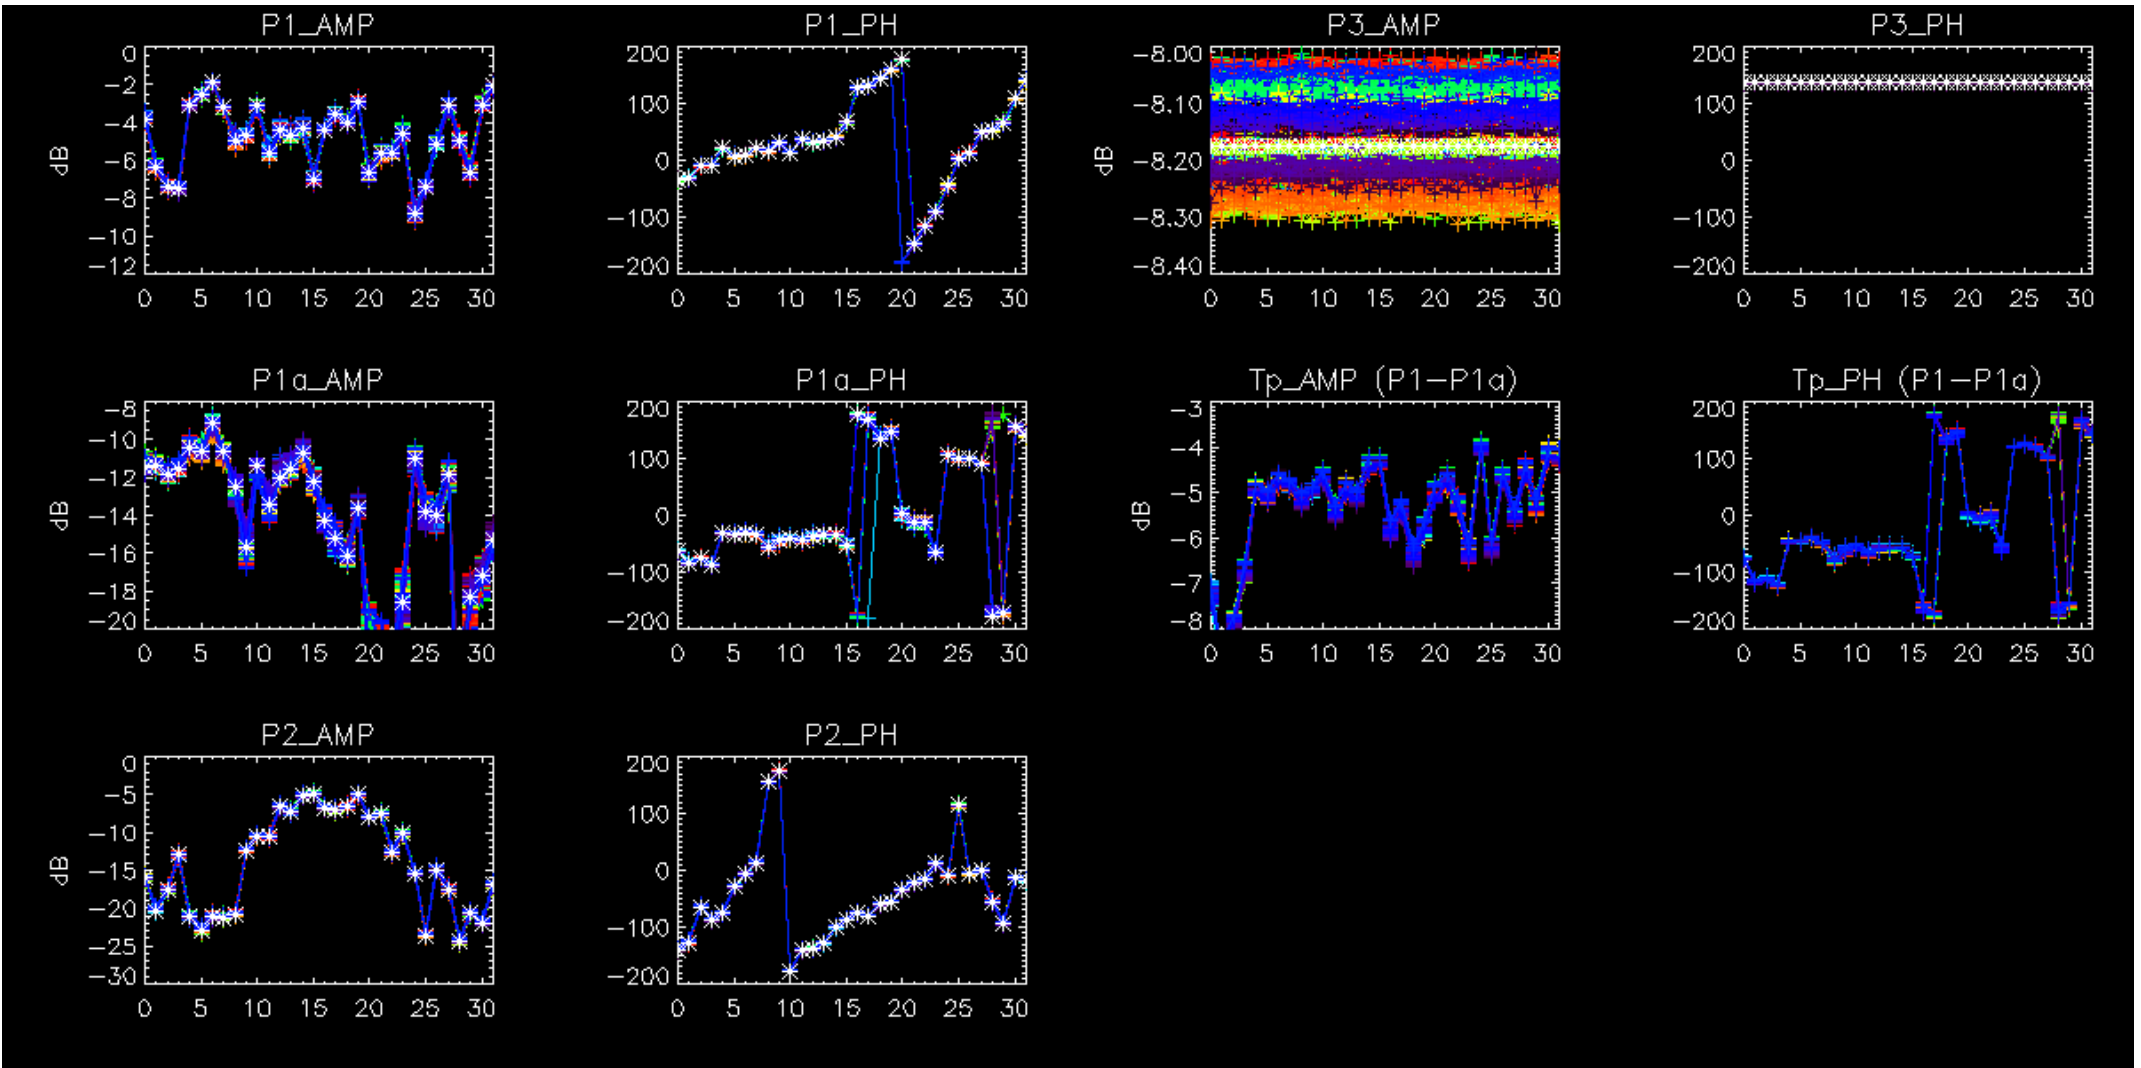 P1_AMP P1_PH P3_AMP P3_PH
0 200 -8.00 200
-2
-4 100 -8.10 100
dB -6 0 dB -8.20 0
-8 -100 -8.30 -100
-10
-12 -200 -8.40 -200
0 5 10 15 20 25 30 0 5 10 15 20 25 30 0 5 10 15 20 25 30 0 5 10 15 20 25 30
P1a_AMP P1a_PH Tp_AMP (P1-P1a) Tp_PH (P1-P1a)
-8 200 -3 200
-10 100 -4 100
-12
dB -14 0 dB -5 0
-16 -100 -6 -100
-18 -7
-20 -200 -8 -200
0 5 10 15 20 25 30 0 5 10 15 20 25 30 0 5 10 15 20 25 30 0 5 10 15 20 25 30
P2_AMP P2_PH
0 200
-5 100
-10
dB -15 0
-20 -100
-25
-30 -200
0 5 10 15 20 25 30 0 5 10 15 20 25 30